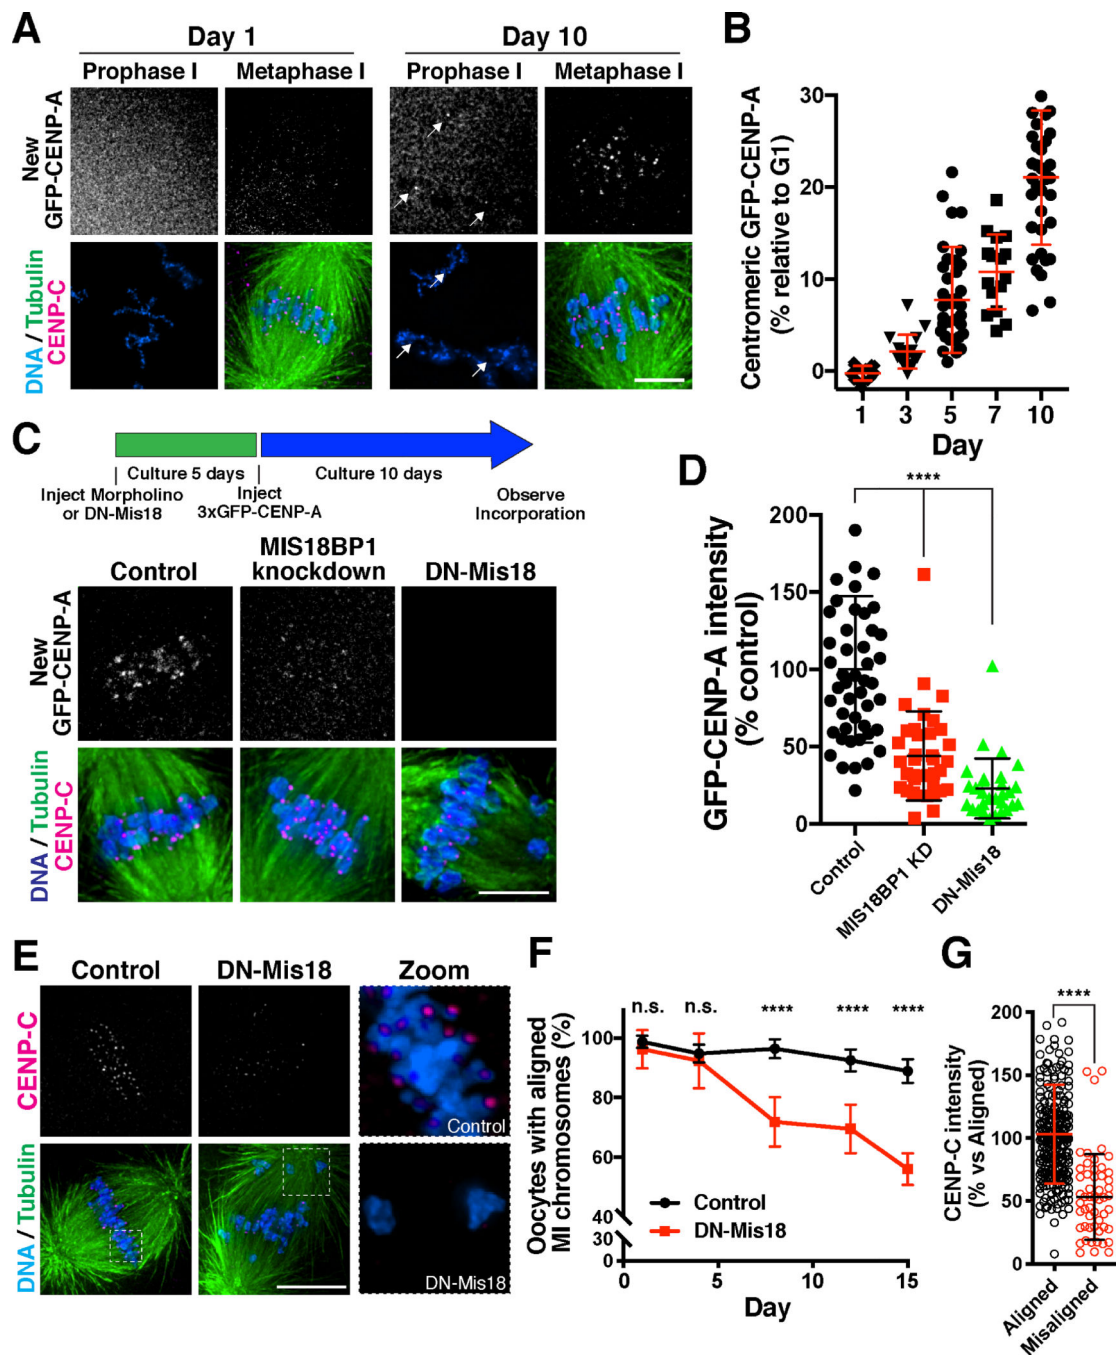 A
Day 1
Day 10
Prophase I
Metaphase I
Prophase I
Metaphase I
New
GFP-CENP-A
DNA / Tubulin
CENP-C
B
Centromeric GFP-CENP-A
(% relative to G1)
30
20
10
0
1 3 5 7 10
Day
C
Culture 5 days
Culture 10 days
Inject Morpholino
or DN-Mis18
Inject
3xGFP-CENP-A
Observe
Incorporation
Control
MIS18BP1
knockdown
DN-Mis18
New
GFP-CENP-A
DNA / Tubulin
CENP-C
D
****
GFP-CENP-A intensity
(% control)
200
150
100
50
0
Control
MIS18BP1 KD
DN-Mis18
E
Control
DN-Mis18
Zoom
CENP-C
DNA / Tubulin
Control
DN-Mis18
F
n.s. n.s. **** **** ****
Oocytes with aligned
MI chromosomes (%)
100
80
60
40
30
0
Control
DN-Mis18
0 5 10 15
Day
G
****
CENP-C intensity
(% vs Aligned)
200
150
100
50
0
Aligned
Misaligned